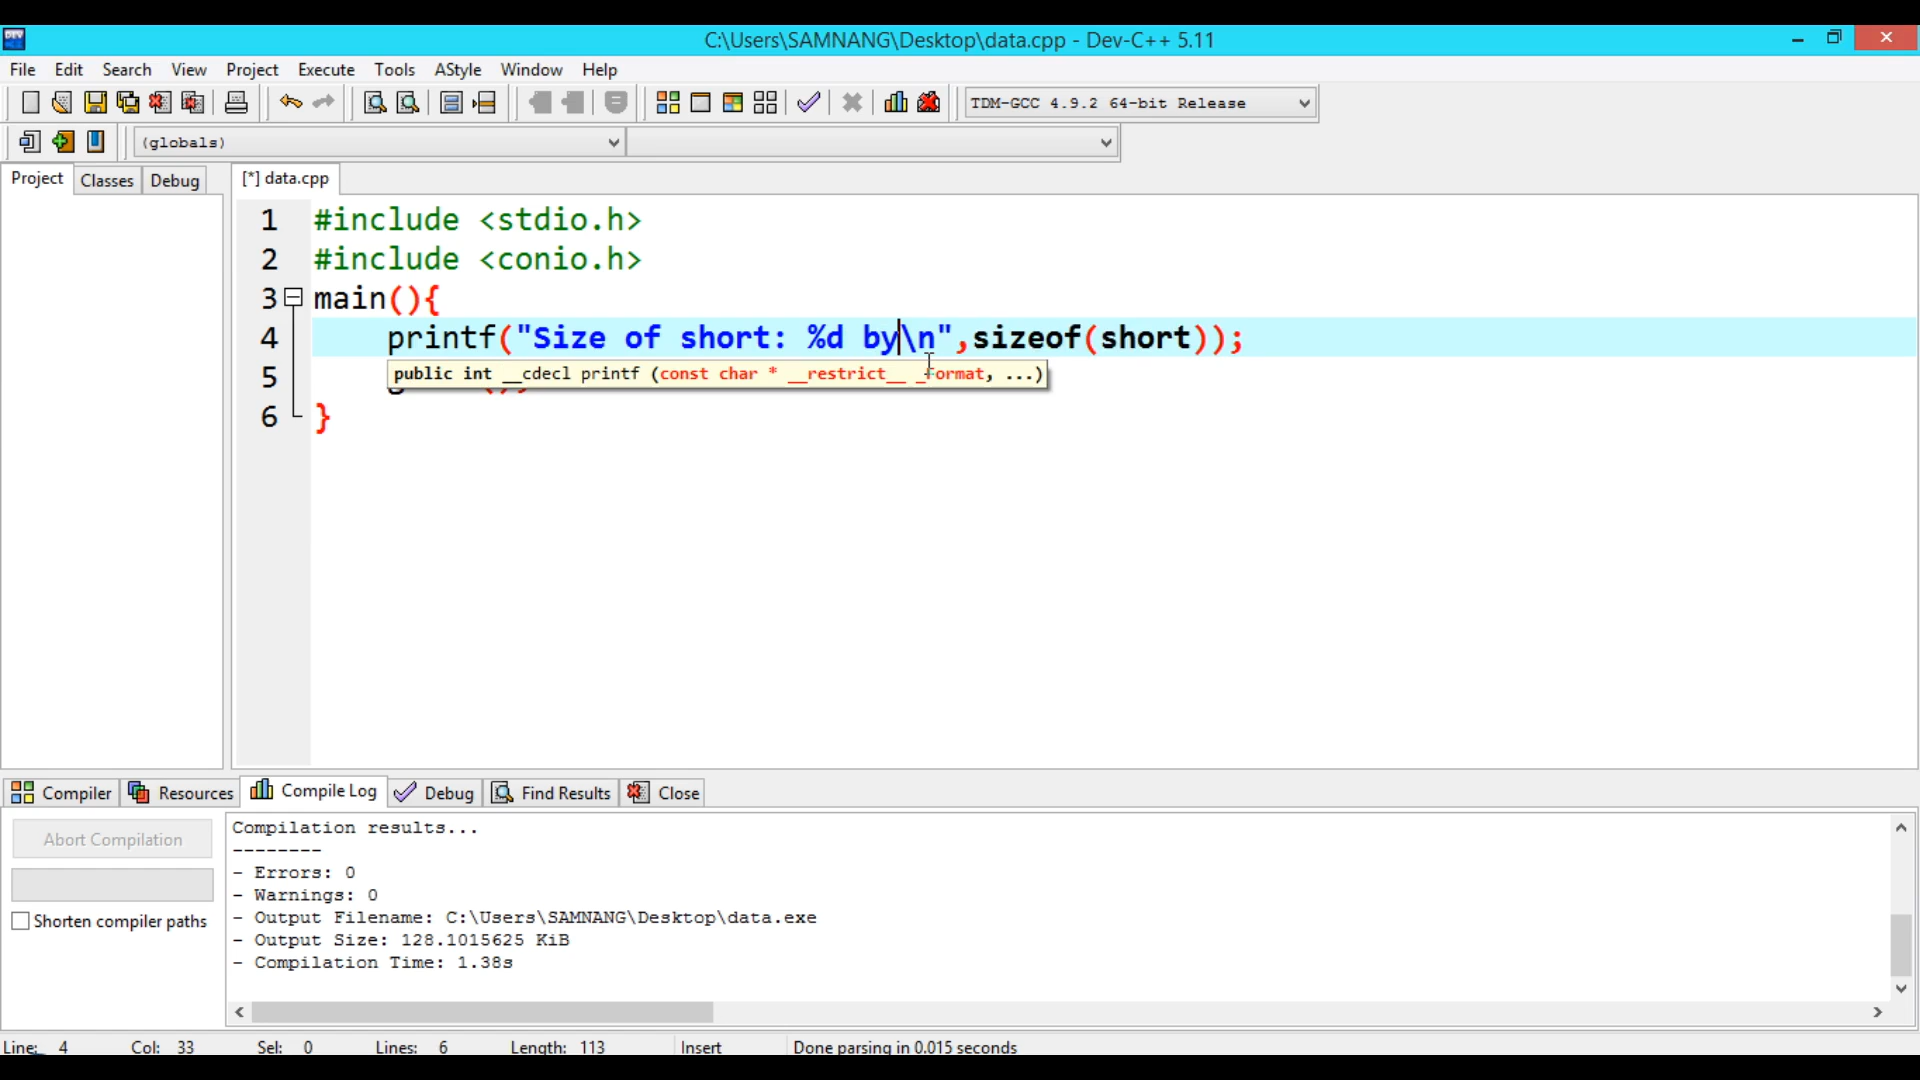 C:\Users\SAMNANG\Desktop\data.cpp - Dev-C++ 5.11
File Edit Search View Project Execute Tools AStyle Window Help
TDM-GCC 4.9.2 64-bit Release
(globals)
Project Classes Debug [*] data.cpp
1 #include <stdio.h>
2 #include <conio.h>
3 main(){
4 printf("Size of short: %d by\n",sizeof(short));
public int __cdecl printf (const char * __restrict__ _Format, ...)
5
6 }
Compiler Resources Compile Log Debug Find Results Close
Abort Compilation
Shorten compiler paths
Compilation results...
--------
- Errors: 0
- Warnings: 0
- Output Filename: C:\Users\SAMNANG\Desktop\data.exe
- Output Size: 128.1015625 KiB
- Compilation Time: 1.38s
Line: 4 Col: 33 Sel: 0 Lines: 6 Length: 113 Insert Done parsing in 0.015 seconds